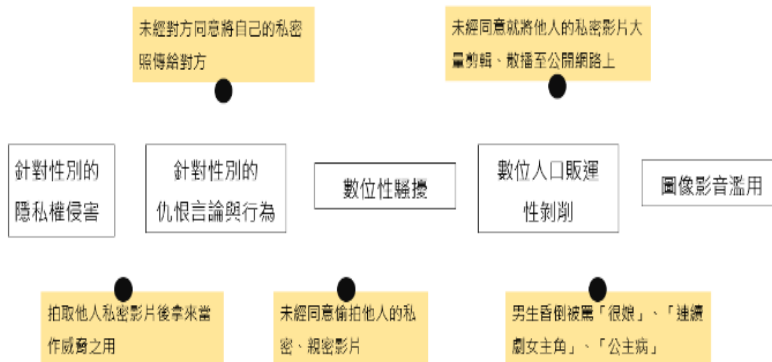 未經對方同意將自己的私密
照傳給對方
未經同意就將他人的私密影片大
量剪輯、散播至公開網路上
針對性別的
隱私權侵害
針對性別的
仇恨言論與行為
數位性騷擾
數位人口販運
性剝削
圖像影音濫用
拍取他人私密影片後拿來當
作威脅之用
未經同意偷拍他人的私
密、親密影片
男生昏倒被罵「很娘」、「連續
劇女主角」、「公主病」